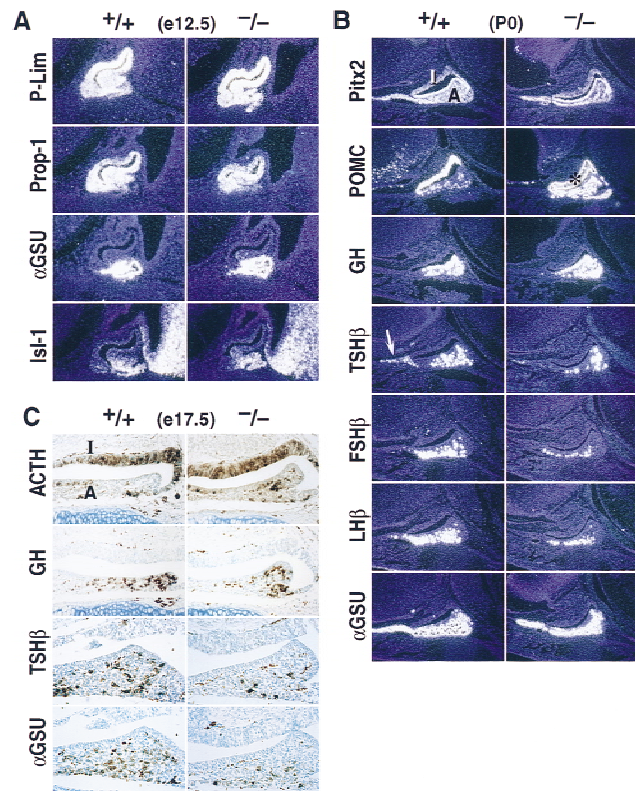 A
+/+ (e12.5) −/−
P-Lim
Prop-1
αGSU
Isl-1
B
+/+ (P0) −/−
Pitx2
I
A
POMC
*
GH
TSHβ
FSHβ
LHβ
αGSU
C
+/+ (e17.5) −/−
ACTH
I
A
GH
TSHβ
αGSU